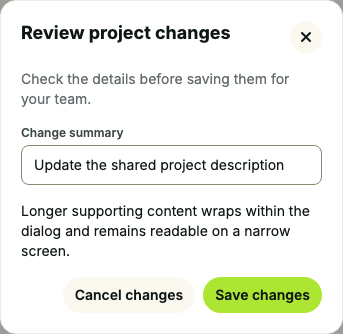 Review project changes
Check the details before saving them for
your team.
Change summary
Update the shared project description
Longer supporting content wraps within the
dialog and remains readable on a narrow
screen.
Cancel changes
Save changes